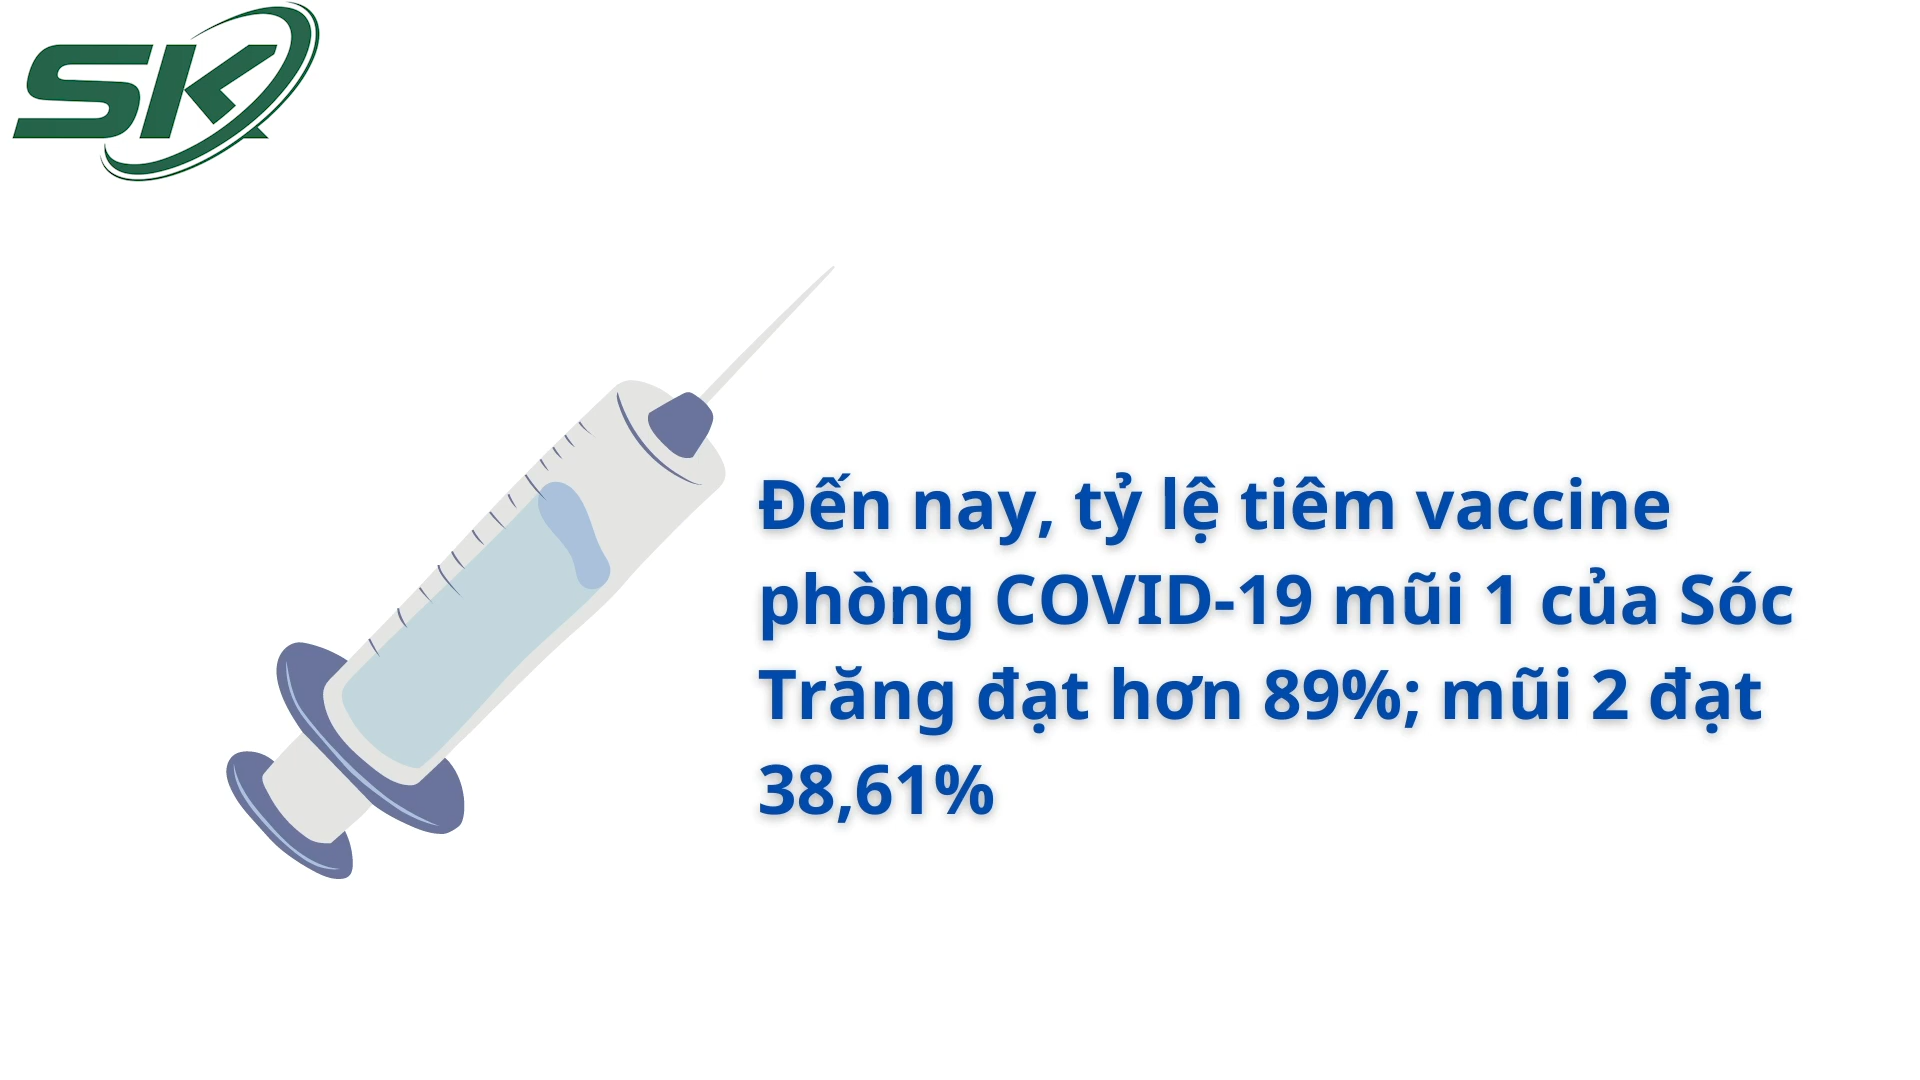 SK
Đến nay, tỷ lệ tiêm vaccine
phòng COVID-19 mũi 1 của Sóc
Trăng đạt hơn 89%; mũi 2 đạt
38,61%